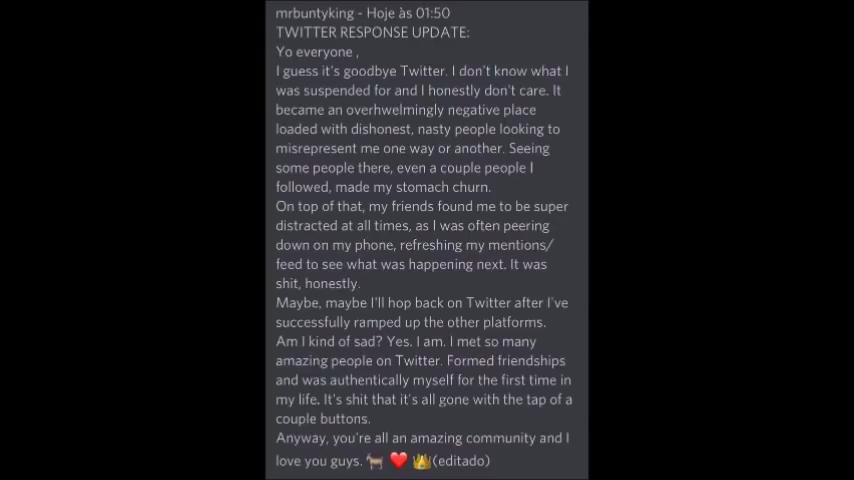 mrbuntyking - Hoje às 01:50
TWITTER RESPONSE UPDATE:
Yo everyone ,
I guess it's goodbye Twitter. I don't know what I
was suspended for and I honestly don't care. It
became an overhwelmingly negative place
loaded with dishonest, nasty people looking to
misrepresent me one way or another. Seeing
some people there, even a couple people I
followed, made my stomach churn.
On top of that, my friends found me to be super
distracted at all times, as I was often peering
down on my phone, refreshing my mentions/
feed to see what was happening next. It was
shit, honestly.
Maybe, maybe I'll hop back on Twitter after I've
successfully ramped up the other platforms.
Am I kind of sad? Yes. I am. I met so many
amazing people on Twitter. Formed friendships
and was authentically myself for the first time in
my life. It's shit that it's all gone with the tap of a
couple buttons.
Anyway, you're all an amazing community and I
love you guys. 🐐 ❤️ 👑 (editado)